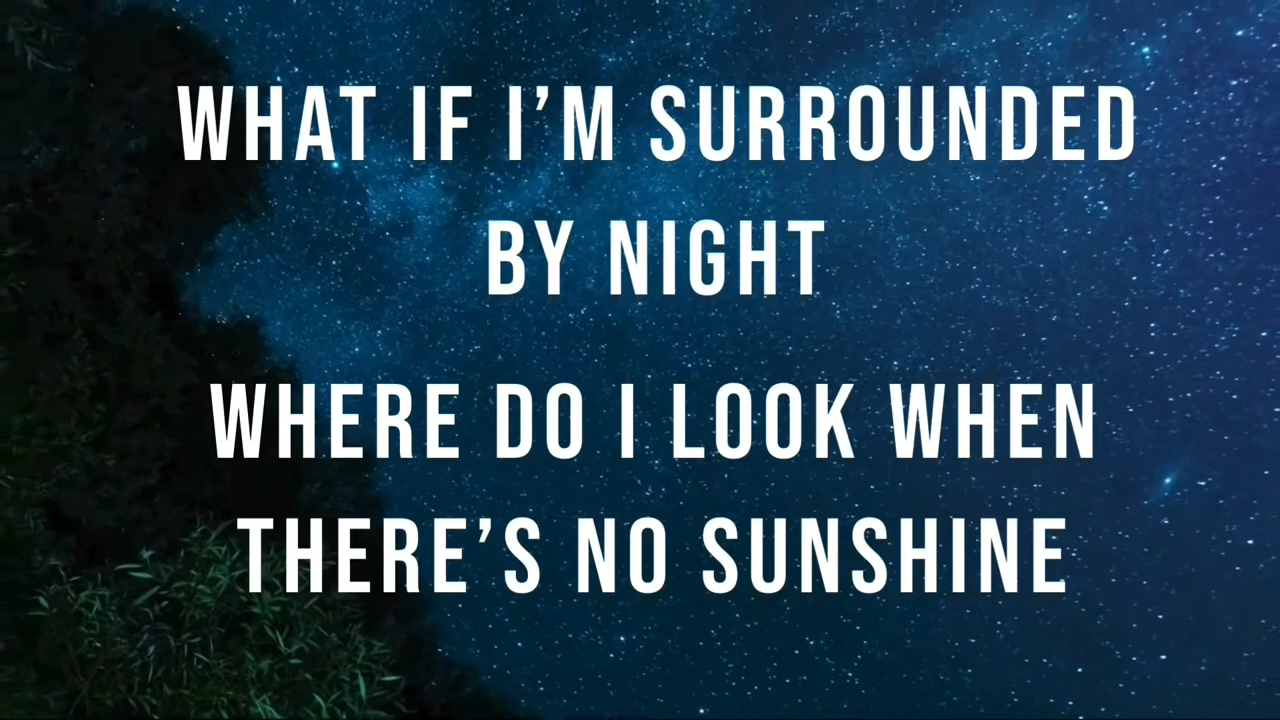 WHAT IF I’M SURROUNDED
BY NIGHT
WHERE DO I LOOK WHEN
THERE’S NO SUNSHINE